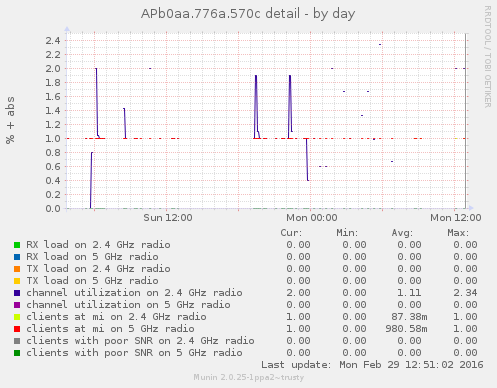 APb0aa.776a.570c detail - by day
RRDTOOL / TOBI OETIKER
% + abs
2.4
2.2
2.0
1.8
1.6
1.4
1.2
1.0
0.8
0.6
0.4
0.2
0.0
Sun 12:00 Mon 00:00 Mon 12:00
Cur: Min: Avg: Max:
RX load on 2.4 GHz radio 0.00 0.00 0.00 0.00
RX load on 5 GHz radio 0.00 0.00 0.00 0.00
TX load on 2.4 GHz radio 0.00 0.00 0.00 0.00
TX load on 5 GHz radio 0.00 0.00 0.00 0.00
channel utilization on 2.4 GHz radio 2.00 0.00 1.11 2.34
channel utilization on 5 GHz radio 0.00 0.00 0.00 0.00
clients at mi on 2.4 GHz radio 1.00 0.00 87.38m 1.00
clients at mi on 5 GHz radio 1.00 0.00 980.58m 1.00
clients with poor SNR on 2.4 GHz radio 0.00 0.00 0.00 0.00
clients with poor SNR on 5 GHz radio 0.00 0.00 0.00 0.00
Last update: Mon Feb 29 12:51:02 2016
Munin 2.0.25-1ppa2~trusty